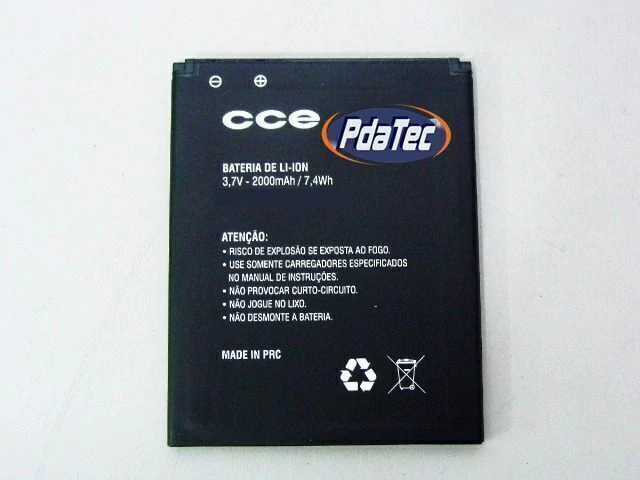 cce PdaTec
BATERIA DE LI-ION
3,7V - 2000mAh / 7,4Wh
ATENÇÃO:
• RISCO DE EXPLOSÃO SE EXPOSTA AO FOGO.
• USE SOMENTE CARREGADORES ESPECIFICADOS
NO MANUAL DE INSTRUÇÕES.
• NÃO PROVOCAR CURTO-CIRCUITO.
• NÃO JOGUE NO LIXO.
• NÃO DESMONTE A BATERIA.
MADE IN PRC